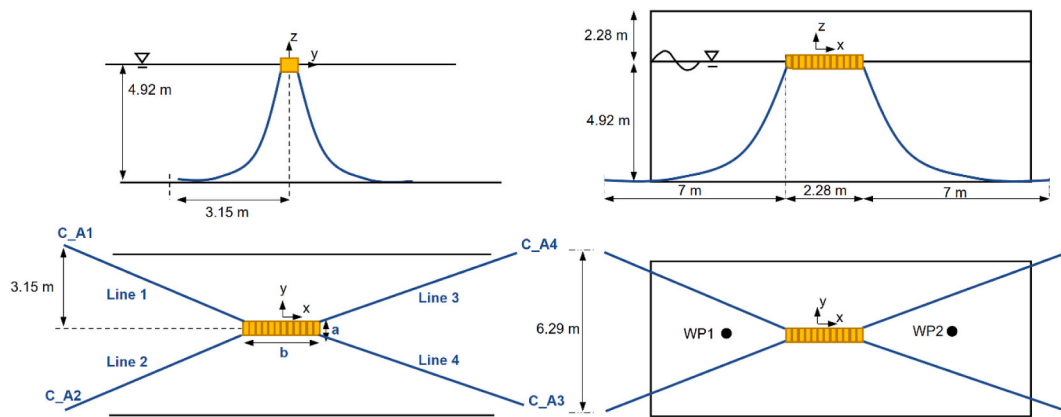 z
y
4.92 m
3.15 m
2.28 m
z
x
4.92 m
7 m
2.28 m
7 m
C_A1
C_A4
3.15 m
Line 1
Line 3
y
x
a
b
Line 2
Line 4
C_A2
C_A3
6.29 m
y
x
WP1
WP2